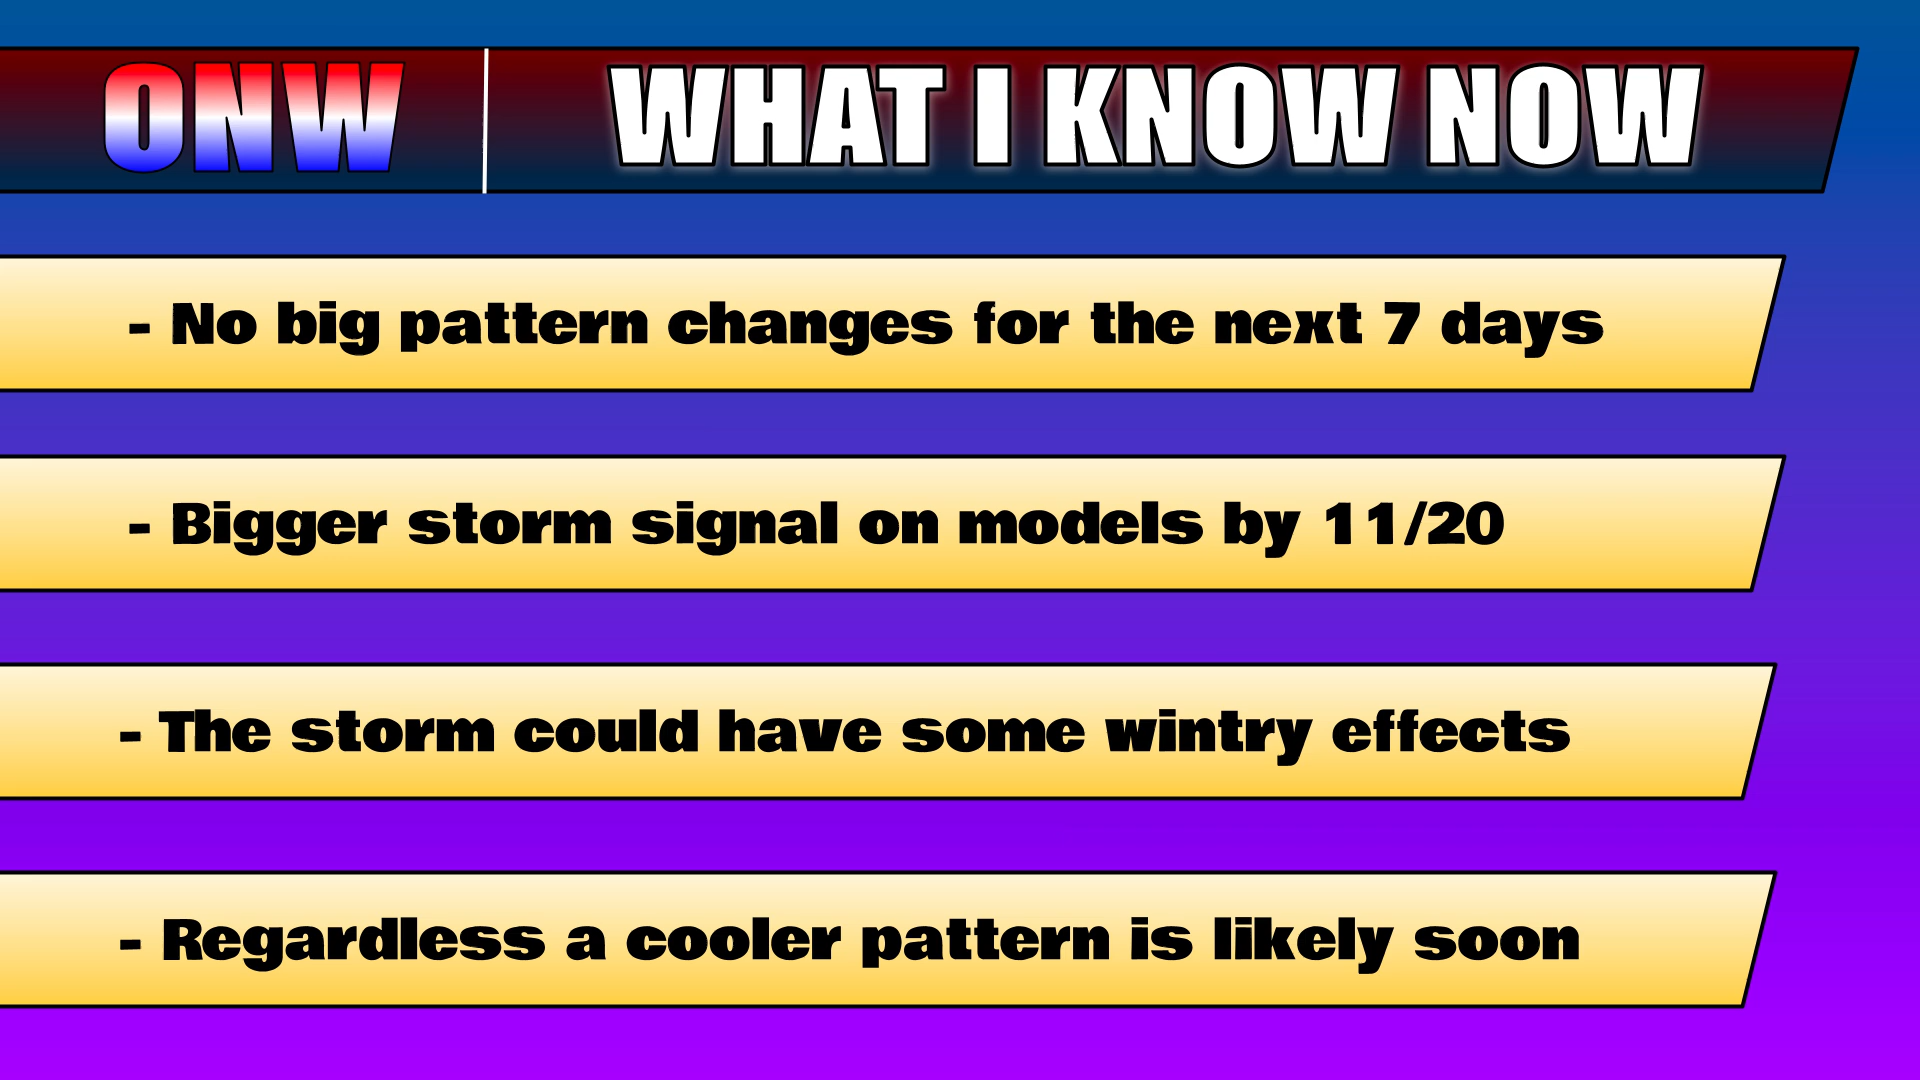 ONW
WHAT I KNOW NOW
- No big pattern changes for the next 7 days
- Bigger storm signal on models by 11/20
- The storm could have some wintry effects
- Regardless a cooler pattern is likely soon